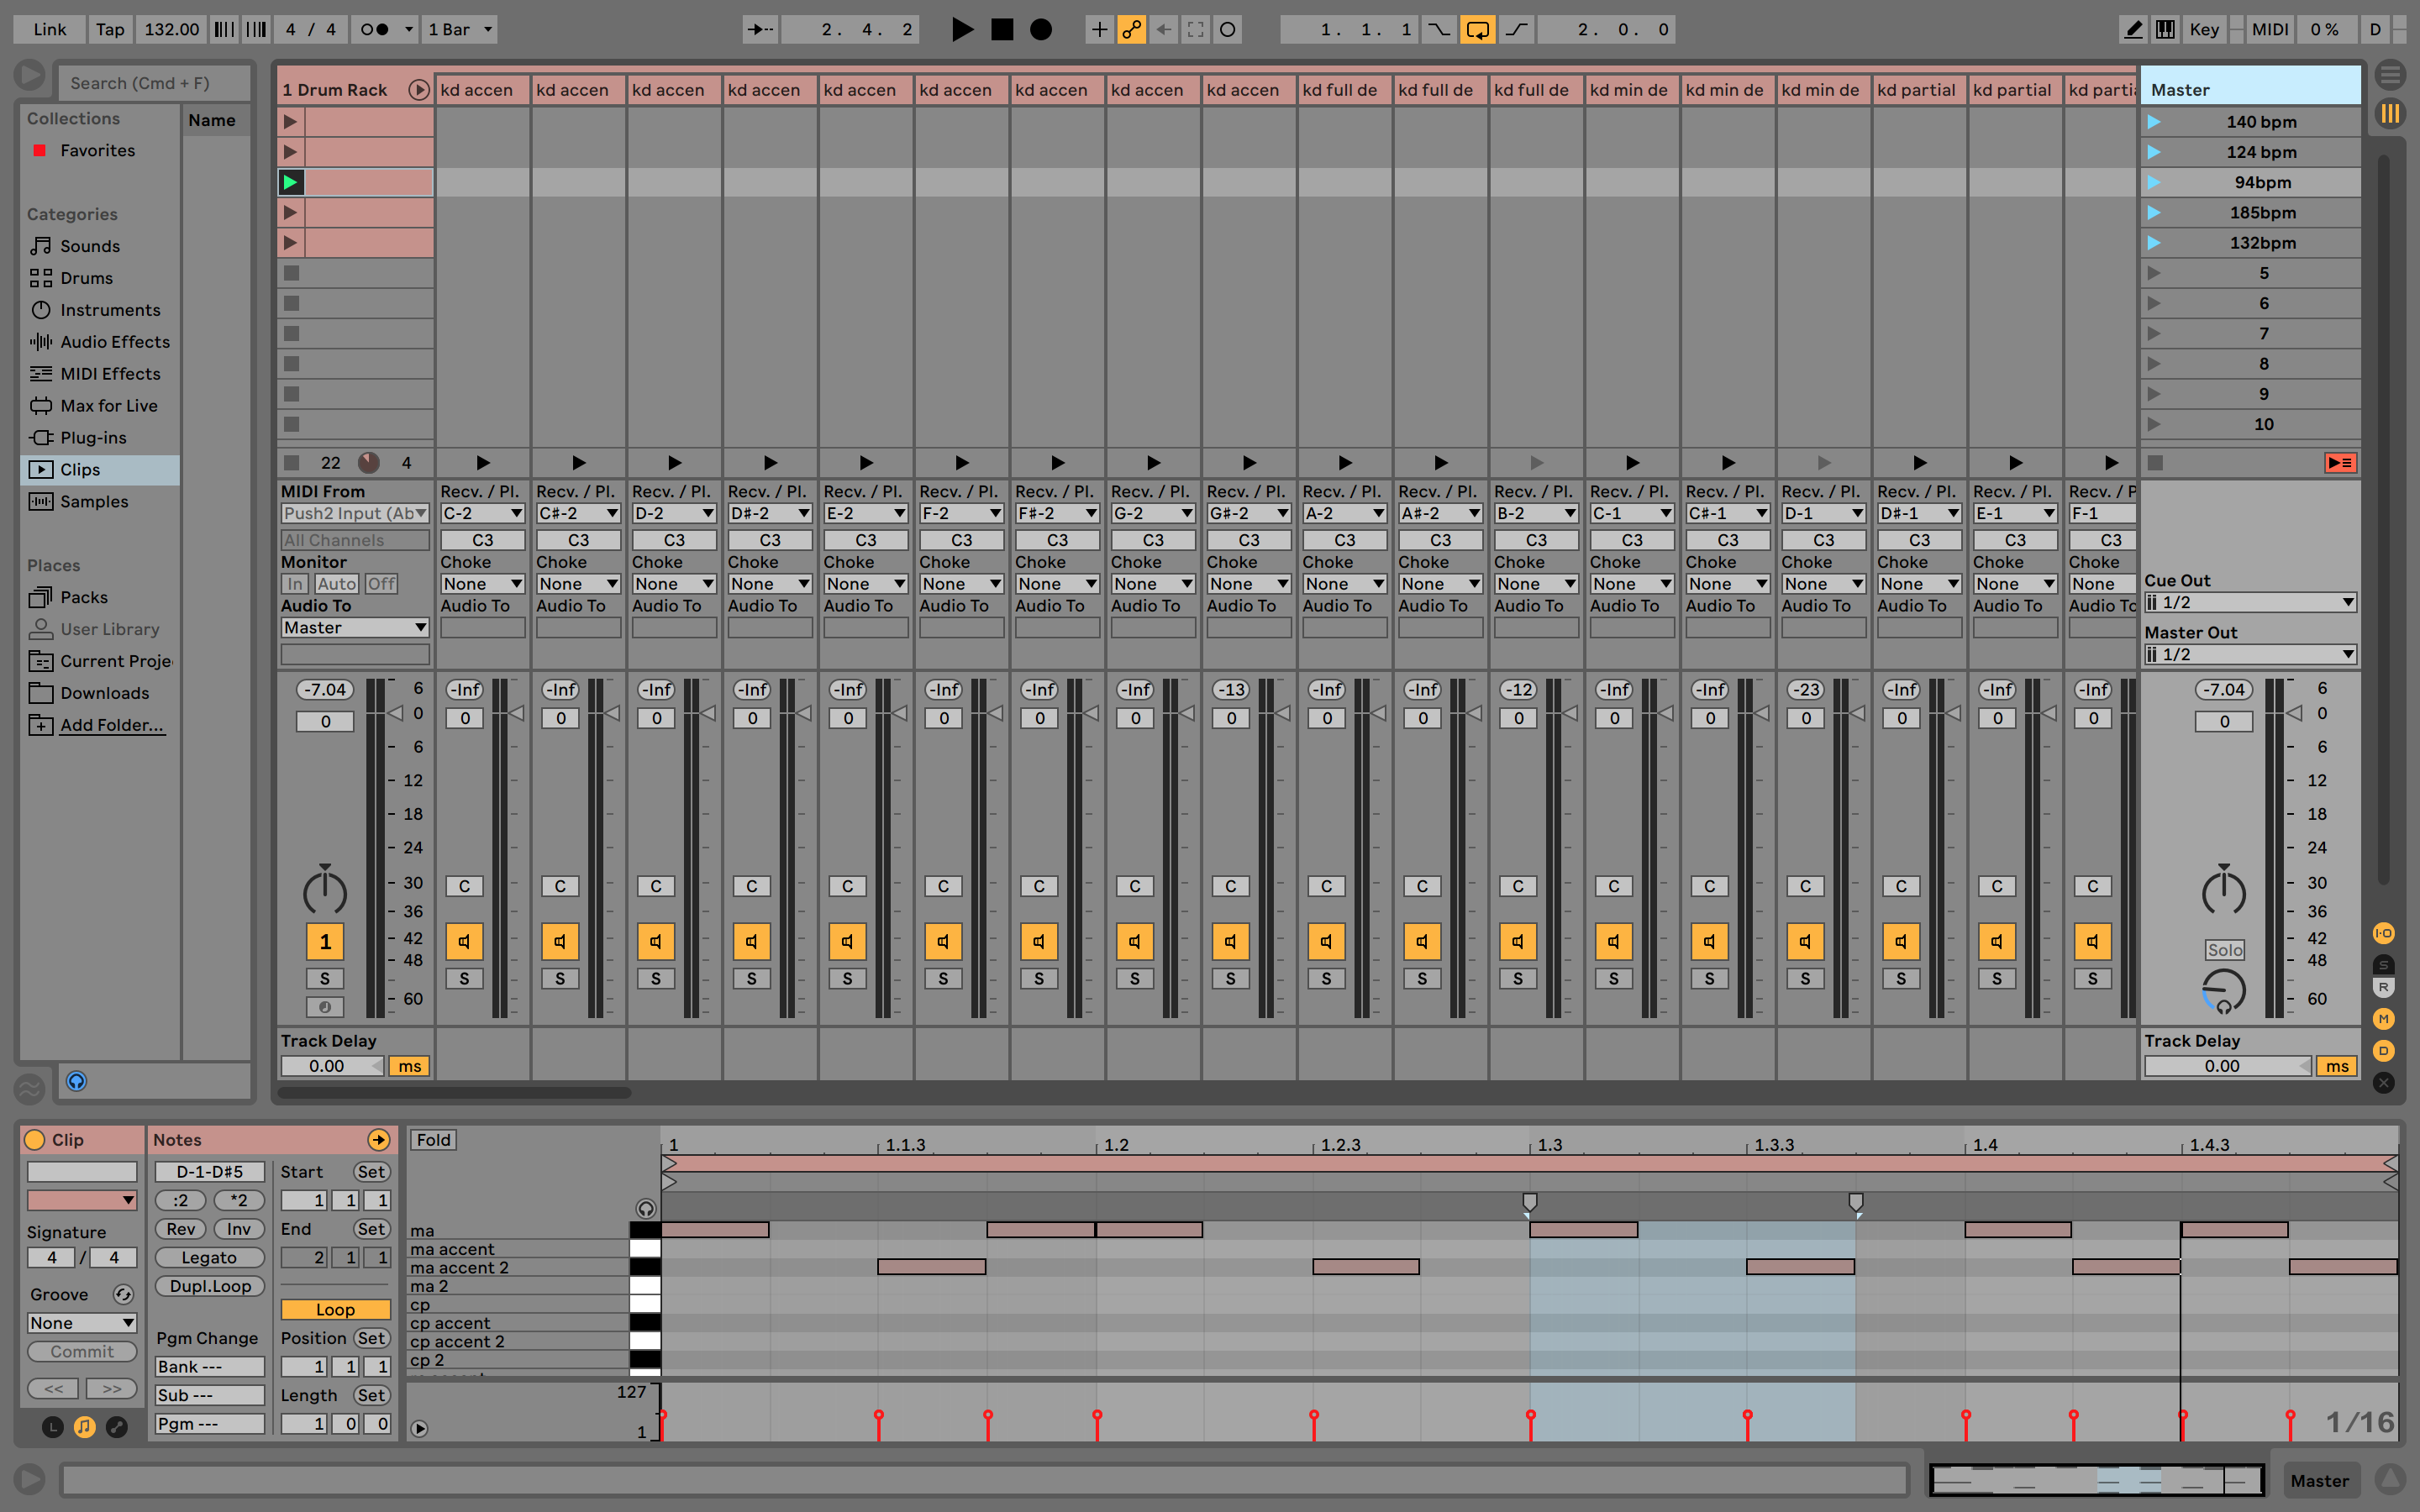 Link Tap 132.00 4 / 4 1 Bar 2. 4. 2 1. 1. 1 2. 0. 0 Key MIDI 0 % D
Search (Cmd + F)
Collections
Name
Favorites
Categories
Sounds
Drums
Instruments
Audio Effects
MIDI Effects
Max for Live
Plug-ins
Clips
Samples
Places
Packs
User Library
Current Proje
Downloads
Add Folder...
1 Drum Rack kd accen kd accen kd accen kd accen kd accen kd accen kd accen kd accen kd accen kd full de kd full de kd full de kd min de kd min de kd min de kd partial kd partial kd partia Master
140 bpm
124 bpm
94bpm
185bpm
132bpm
5
6
7
8
9
10
22 4
MIDI From Recv. / Pl. Recv. / Pl. Recv. / Pl. Recv. / Pl. Recv. / Pl. Recv. / Pl. Recv. / Pl. Recv. / Pl. Recv. / Pl. Recv. / Pl. Recv. / Pl. Recv. / Pl. Recv. / Pl. Recv. / Pl. Recv. / Pl. Recv. / Pl. Recv. / Pl. Recv. / P
Push2 Input (Ab C-2 C#-2 D-2 D#-2 E-2 F-2 F#-2 G-2 G#-2 A-2 A#-2 B-2 C-1 C#-1 D-1 D#-1 E-1 F-1
All Channels C3 C3 C3 C3 C3 C3 C3 C3 C3 C3 C3 C3 C3 C3 C3 C3 C3 C3
Monitor Choke Choke Choke Choke Choke Choke Choke Choke Choke Choke Choke Choke Choke Choke Choke Choke Choke Choke
In Auto Off None None None None None None None None None None None None None None None None None None
Audio To Audio To Audio To Audio To Audio To Audio To Audio To Audio To Audio To Audio To Audio To Audio To Audio To Audio To Audio To Audio To Audio To Audio To Audio To
Master
Cue Out
1/2
Master Out
1/2
-7.04 6 -Inf -Inf -Inf -Inf -Inf -Inf -Inf -Inf -13 -Inf -Inf -12 -Inf -Inf -23 -Inf -Inf -Inf -7.04 6
0 0 0 0 0 0 0 0 0 0 0 0 0 0 0 0 0 0 0 0 0 0
6 6
12 12
18 18
24 24
30 C C C C C C C C C C C C C C C C C C 30
36 36
1 42 42
48 Solo 48
S S S S S S S S S S S S S S S S S S S
60 60
I·O
S
R
M
D
Track Delay Track Delay
0.00 ms 0.00 ms
Clip Notes Fold 1 1.1.3 1.2 1.2.3 1.3 1.3.3 1.4 1.4.3
D-1-D#5 Start Set
:2 *2 1 1 1
Signature Rev Inv End Set
4 / 4 Legato 2 1 1
Groove Dupl.Loop Loop
None Pgm Change Position Set
Commit Bank --- 1 1 1
<< >> Sub --- Length Set
L Pgm --- 1 0 0
ma
ma accent
ma accent 2
ma 2
cp
cp accent
cp accent 2
cp 2
127
1
1/16
Master